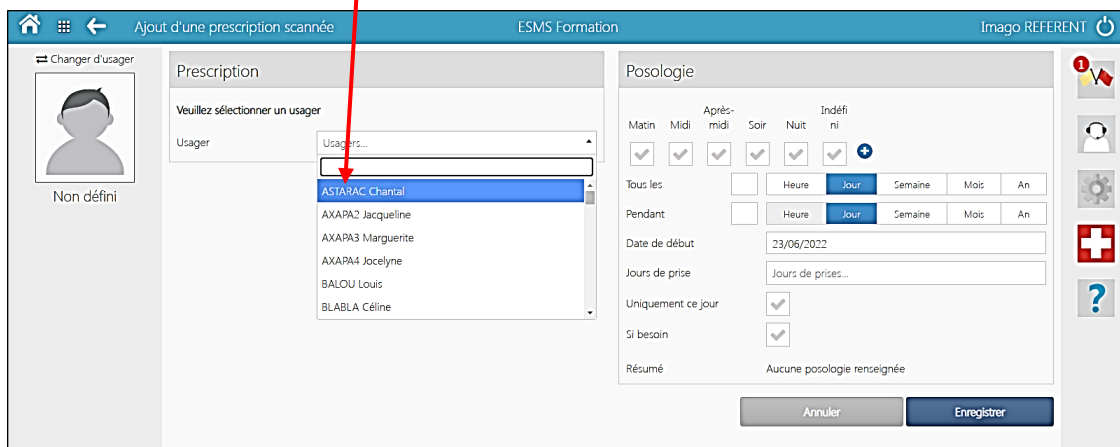 Ajout d'une prescription scannée
ESMS Formation
Imago REFERENT
Changer d'usager
Non défini
Prescription
Veuillez sélectionner un usager
Usager
Usagers...
ASTARAC Chantal
AXAPA2 Jacqueline
AXAPA3 Marguerite
AXAPA4 Jocelyne
BALOU Louis
BLABLA Céline
Posologie
Matin Midi Après-midi Soir Nuit Indéfi
ni
Tous les Heure Jour Semaine Mois An
Pendant Heure Jour Semaine Mois An
Date de début 23/06/2022
Jours de prise Jours de prises...
Uniquement ce jour
Si besoin
Résumé Aucune posologie renseignée
Annuler Enregistrer
1
?